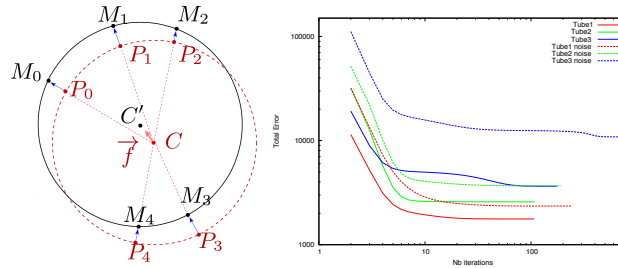 M₁
M₂
M₀
P₁
P₂
P₀
C′
C
f
M₃
M₄
P₃
P₄
Total Error
100000
10000
1000
1
10
100
Nb iterations
Tube1
Tube2
Tube3
Tube1 noise
Tube2 noise
Tube3 noise